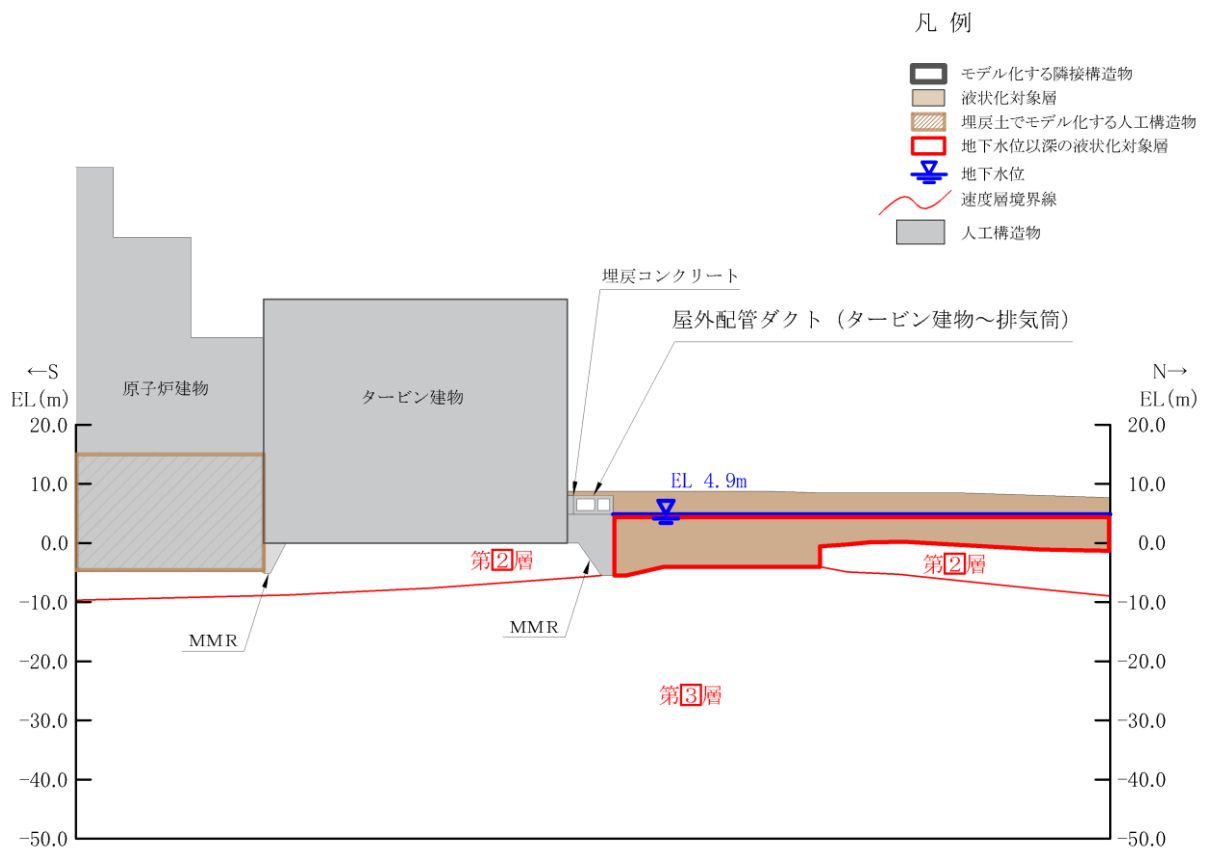 凡 例
モデル化する隣接構造物
液状化対象層
埋戻土でモデル化する人工構造物
地下水位以深の液状化対象層
地下水位
速度層境界線
人工構造物
埋戻コンクリート
屋外配管ダクト（タービン建物～排気筒）
←S
EL(m)
N→
EL(m)
原子炉建物
タービン建物
20.0
10.0
0.0
-10.0
-20.0
-30.0
-40.0
-50.0
EL 4.9m
第2層
第2層
MMR
MMR
第3層
20.0
10.0
0.0
-10.0
-20.0
-30.0
-40.0
-50.0